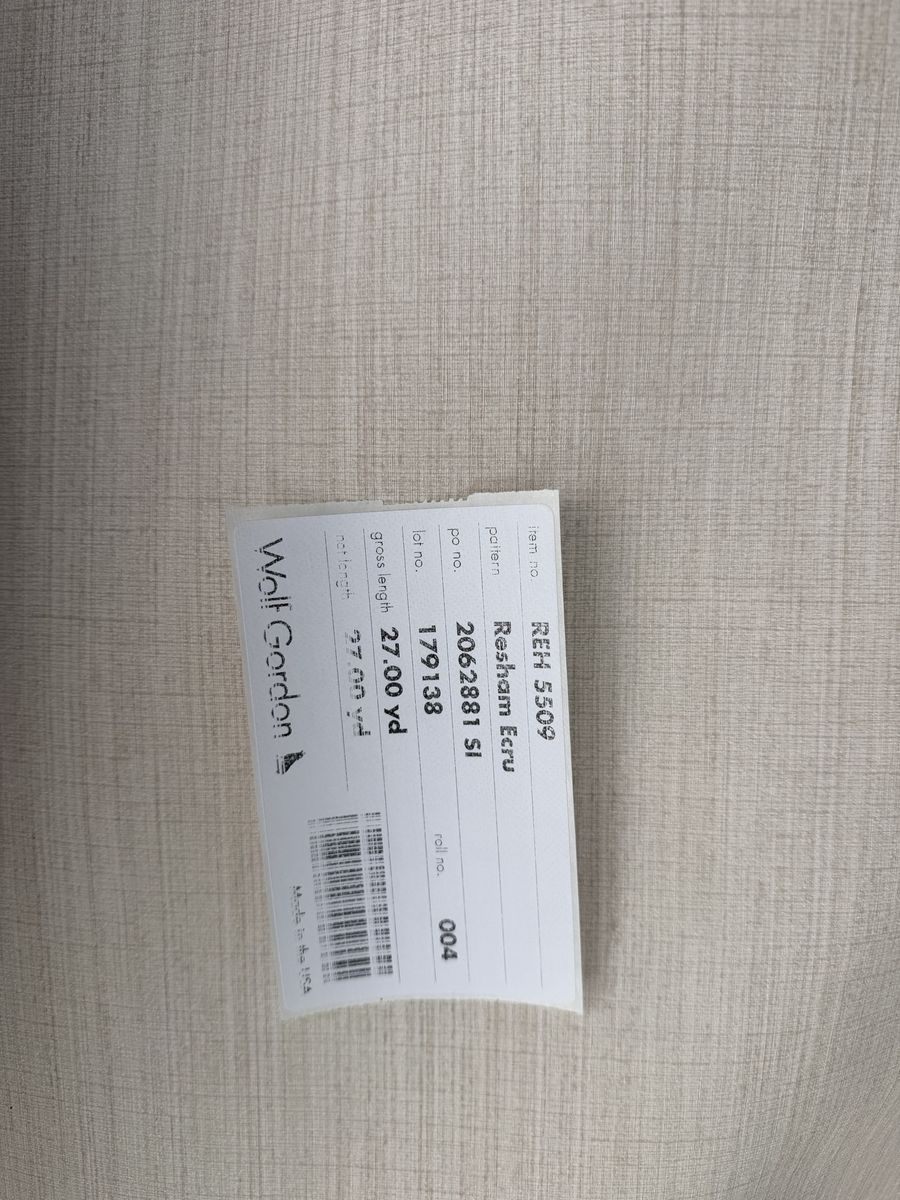 item no. REH 5509
pattern Resham Ecru
po no. 2062881 SI
lot no. 179138 roll no. 004
gross length 27.00 yd
net length 27.00 yd
Wolf Gordon
Made in the USA